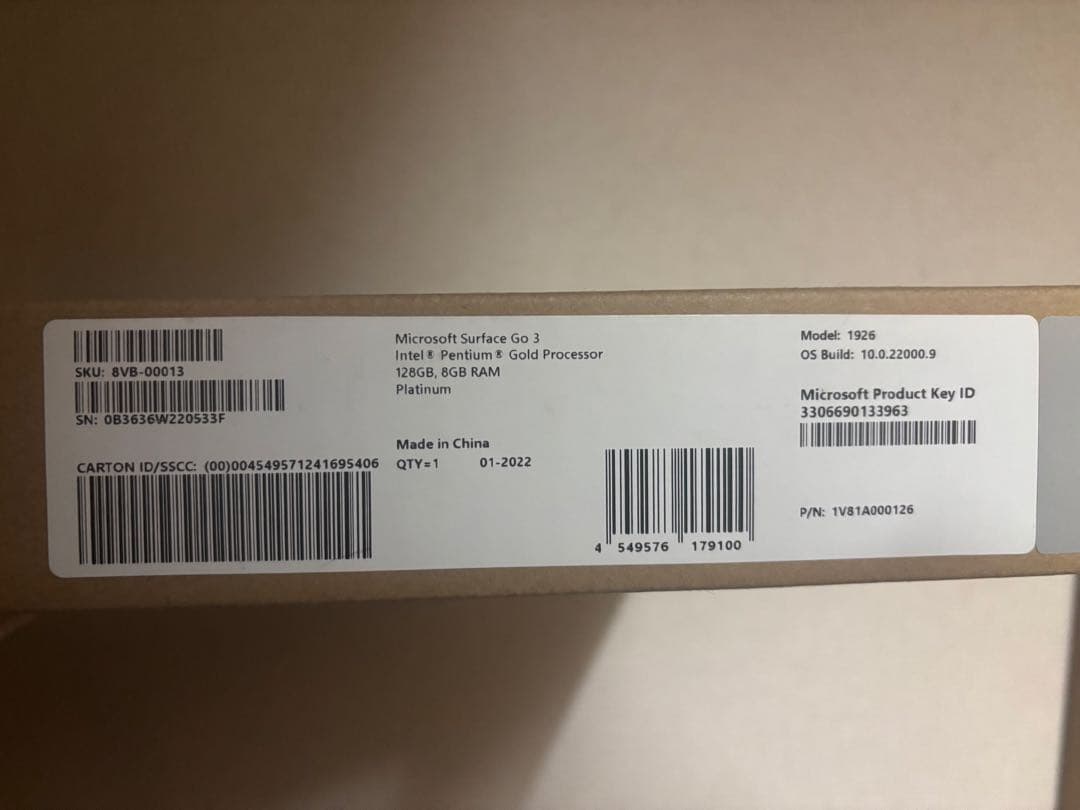 SKU: 8VB-00013
SN: 0B3636W220533F
CARTON ID/SSCC: (00)004549571241695406
Microsoft Surface Go 3
Intel® Pentium® Gold Processor
128GB, 8GB RAM
Platinum
Made in China
QTY=1 01-2022
4 549576 179100
Model: 1926
OS Build: 10.0.22000.9
Microsoft Product Key ID
3306690133963
P/N: 1V81A000126